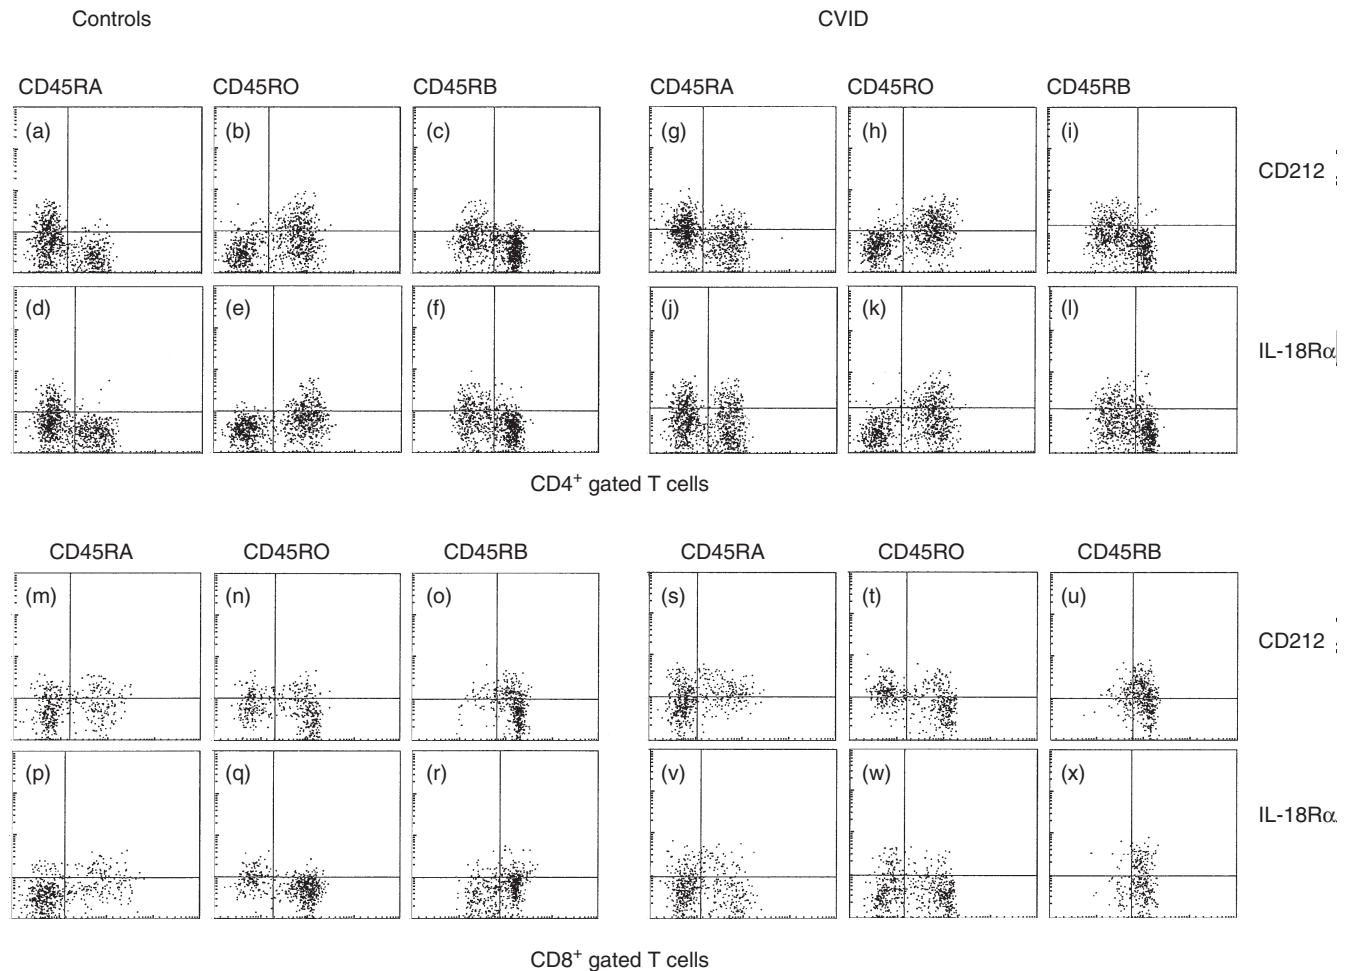 Controls CVID
CD45RA CD45RO CD45RB CD45RA CD45RO CD45RB
(a) (b) (c) (g) (h) (i) CD212
(d) (e) (f) (j) (k) (l) IL-18Rα
CD4+ gated T cells
CD45RA CD45RO CD45RB CD45RA CD45RO CD45RB
(m) (n) (o) (s) (t) (u) CD212
(p) (q) (r) (v) (w) (x) IL-18Rα
CD8+ gated T cells